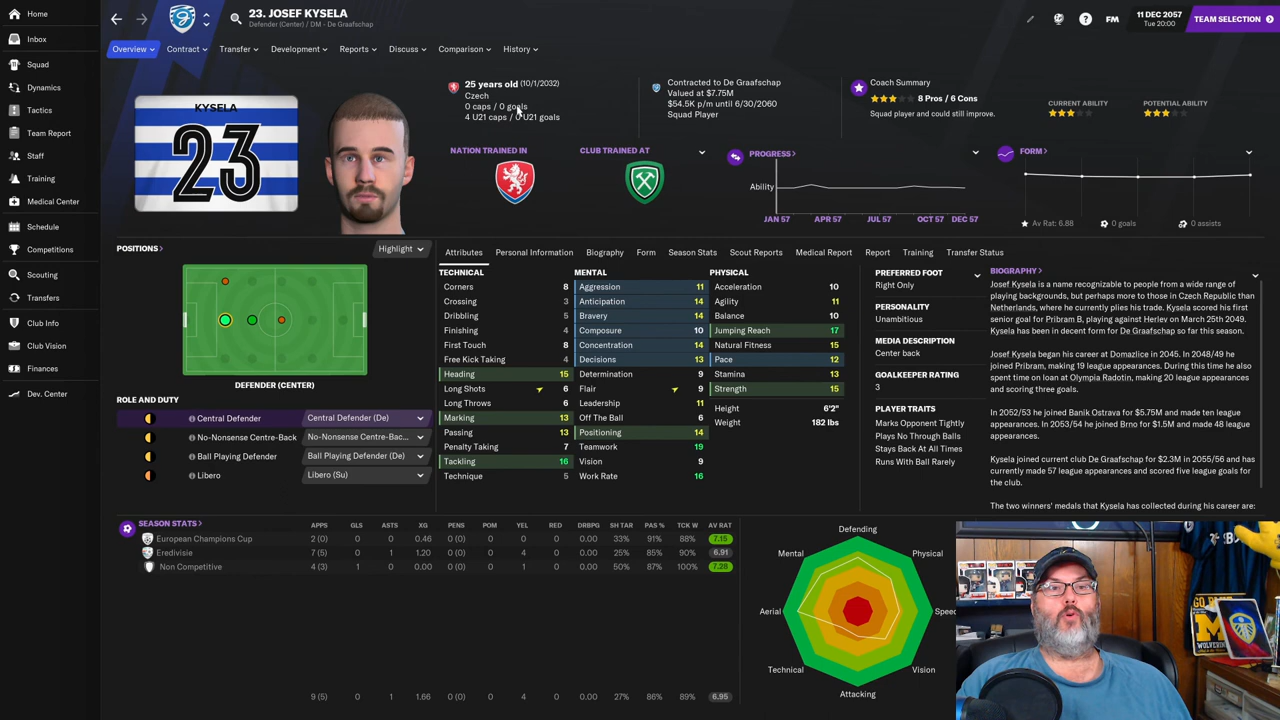 Home
Inbox
Squad
Dynamics
Tactics
Team Report
Staff
Training
Medical Center
Schedule
Competitions
Scouting
Transfers
Club Info
Club Vision
Finances
Dev. Center
23. JOSEF KYSELA
Defender (Center) / DM - De Graafschap
FM
11 DEC 2057
Tue 20:00
TEAM SELECTION
Overview
Contract
Transfer
Development
Reports
Discuss
Comparison
History
KYSELA
23
25 years old (10/1/2032)
Czech
0 caps / 0 goals
4 U21 caps / 0 U21 goals
Contracted to De Graafschap
Valued at $7.75M
$54.5K p/m until 6/30/2060
Squad Player
Coach Summary
8 Pros / 6 Cons
Squad player and could still improve.
CURRENT ABILITY
POTENTIAL ABILITY
NATION TRAINED IN
CLUB TRAINED AT
PROGRESS
Ability
JAN 57 APR 57 JUL 57 OCT 57 DEC 57
FORM
Av Rat: 6.88
0 goals
0 assists
POSITIONS
Highlight
DEFENDER (CENTER)
ROLE AND DUTY
Central Defender Central Defender (De)
No-Nonsense Centre-Back No-Nonsense Centre-Bac...
Ball Playing Defender Ball Playing Defender (De)
Libero Libero (Su)
Attributes Personal Information Biography Form Season Stats Scout Reports Medical Report Report Training Transfer Status
TECHNICAL
Corners 8
Crossing 3
Dribbling 5
Finishing 4
First Touch 8
Free Kick Taking 4
Heading 15
Long Shots 6
Long Throws 6
Marking 13
Passing 13
Penalty Taking 7
Tackling 16
Technique 5
MENTAL
Aggression 11
Anticipation 14
Bravery 14
Composure 10
Concentration 14
Decisions 13
Determination 9
Flair 9
Leadership 11
Off The Ball 6
Positioning 14
Teamwork 19
Vision 9
Work Rate 16
PHYSICAL
Acceleration 10
Agility 11
Balance 10
Jumping Reach 17
Natural Fitness 15
Pace 12
Stamina 13
Strength 15
Height 6'2"
Weight 182 lbs
PREFERRED FOOT
Right Only
PERSONALITY
Unambitious
MEDIA DESCRIPTION
Center back
GOALKEEPER RATING
3
PLAYER TRAITS
Marks Opponent Tightly
Plays No Through Balls
Stays Back At All Times
Runs With Ball Rarely
BIOGRAPHY
Josef Kysela is a name recognizable to people from a wide range of
playing backgrounds, but perhaps more to those in Czech Republic than
Netherlands, where he currently plies his trade. Kysela scored his first
senior goal for Pribram B, playing against Herley on March 25th 2049.
Kysela has been in decent form for De Graafschap so far this season.
Josef Kysela began his career at Domazlice in 2045. In 2048/49 he
joined Pribram, making 19 league appearances. During this time he also
spent time on loan at Olympia Radotin, making 20 league appearances
and scoring three goals.
In 2052/53 he joined Banik Ostrava for $5.75M and made ten league
appearances. In 2053/54 he joined Brno for $1.5M and made 48 league
appearances.
Kysela joined current club De Graafschap for $2.3M in 2055/56 and has
currently made 57 league appearances and scored five league goals for
the club.
The two winners' medals that Kysela has collected during his career are:
SEASON STATS
APPS GLS ASTS XG PENS POM YEL RED DRBPG SH TAR PAS % TCK W AV RAT
European Champions Cup 2 (0) 0 0 0.46 0 (0) 0 0 0 0.00 33% 91% 88% 7.15
Eredivisie 7 (5) 0 1 1.20 0 (0) 0 4 0 0.00 25% 85% 90% 6.91
Non Competitive 4 (3) 1 0 0.00 0 (0) 0 1 0 0.00 50% 87% 100% 7.28
9 (5) 0 1 1.66 0 (0) 0 4 0 0.00 27% 86% 89% 6.95
Defending
Physical
Speed
Vision
Attacking
Technical
Aerial
Mental